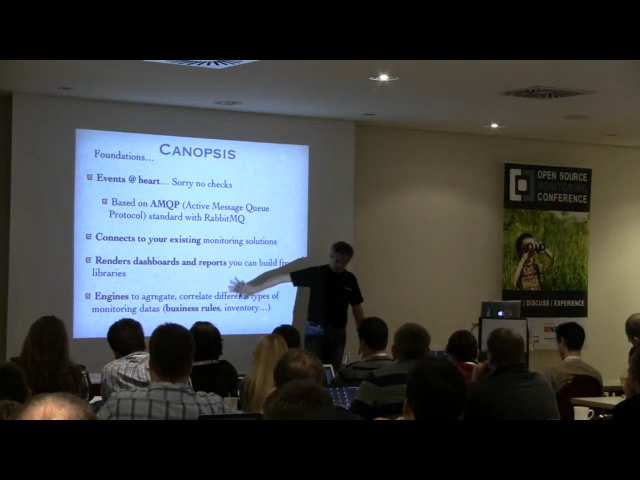 CANOPSIS
Foundations...
Events @ heart... Sorry no checks
Based on AMQP (Active Message Queue
Protocol) standard with RabbitMQ
Connects to your existing monitoring solutions
Renders dashboards and reports you can build
libraries
Engines to agregate, correlate different types of
monitoring datas (business rules, inventory...)
OPEN SOURCE
MONITORING
CONFERENCE
DISCUSS | EXPERIENCE